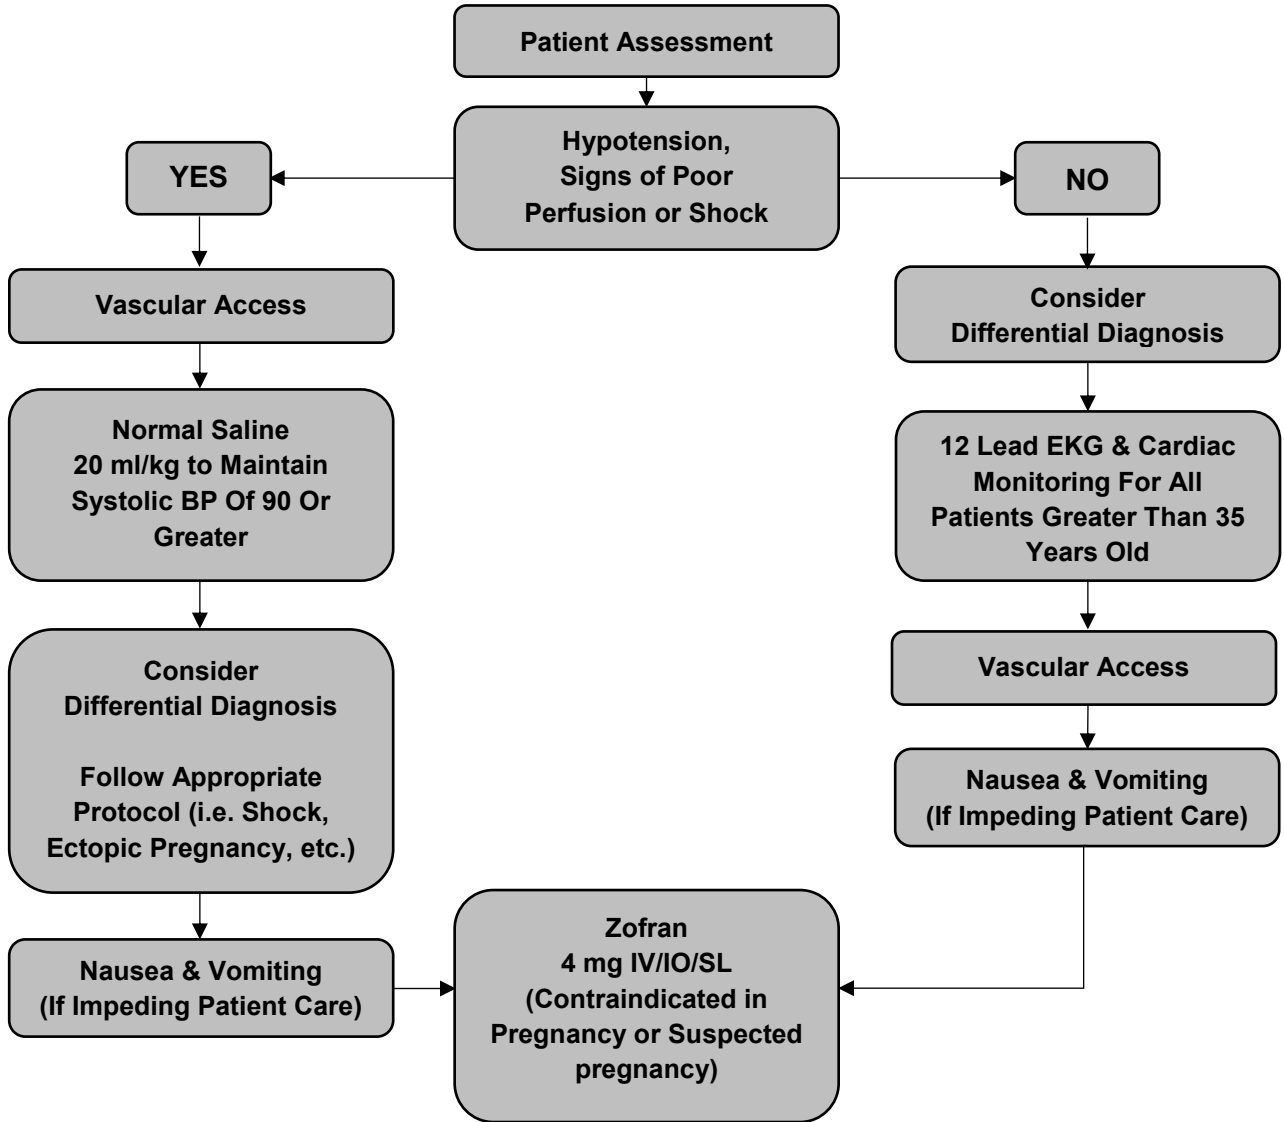 Patient Assessment
Hypotension,
Signs of Poor
Perfusion or Shock
YES
Vascular Access
Normal Saline
20 ml/kg to Maintain
Systolic BP Of 90 Or
Greater
Consider
Differential Diagnosis
Follow Appropriate
Protocol (i.e. Shock,
Ectopic Pregnancy, etc.)
Nausea & Vomiting
(If Impeding Patient Care)
NO
Consider
Differential Diagnosis
12 Lead EKG & Cardiac
Monitoring For All
Patients Greater Than 35
Years Old
Vascular Access
Nausea & Vomiting
(If Impeding Patient Care)
Zofran
4 mg IV/IO/SL
(Contraindicated in
Pregnancy or Suspected
pregnancy)